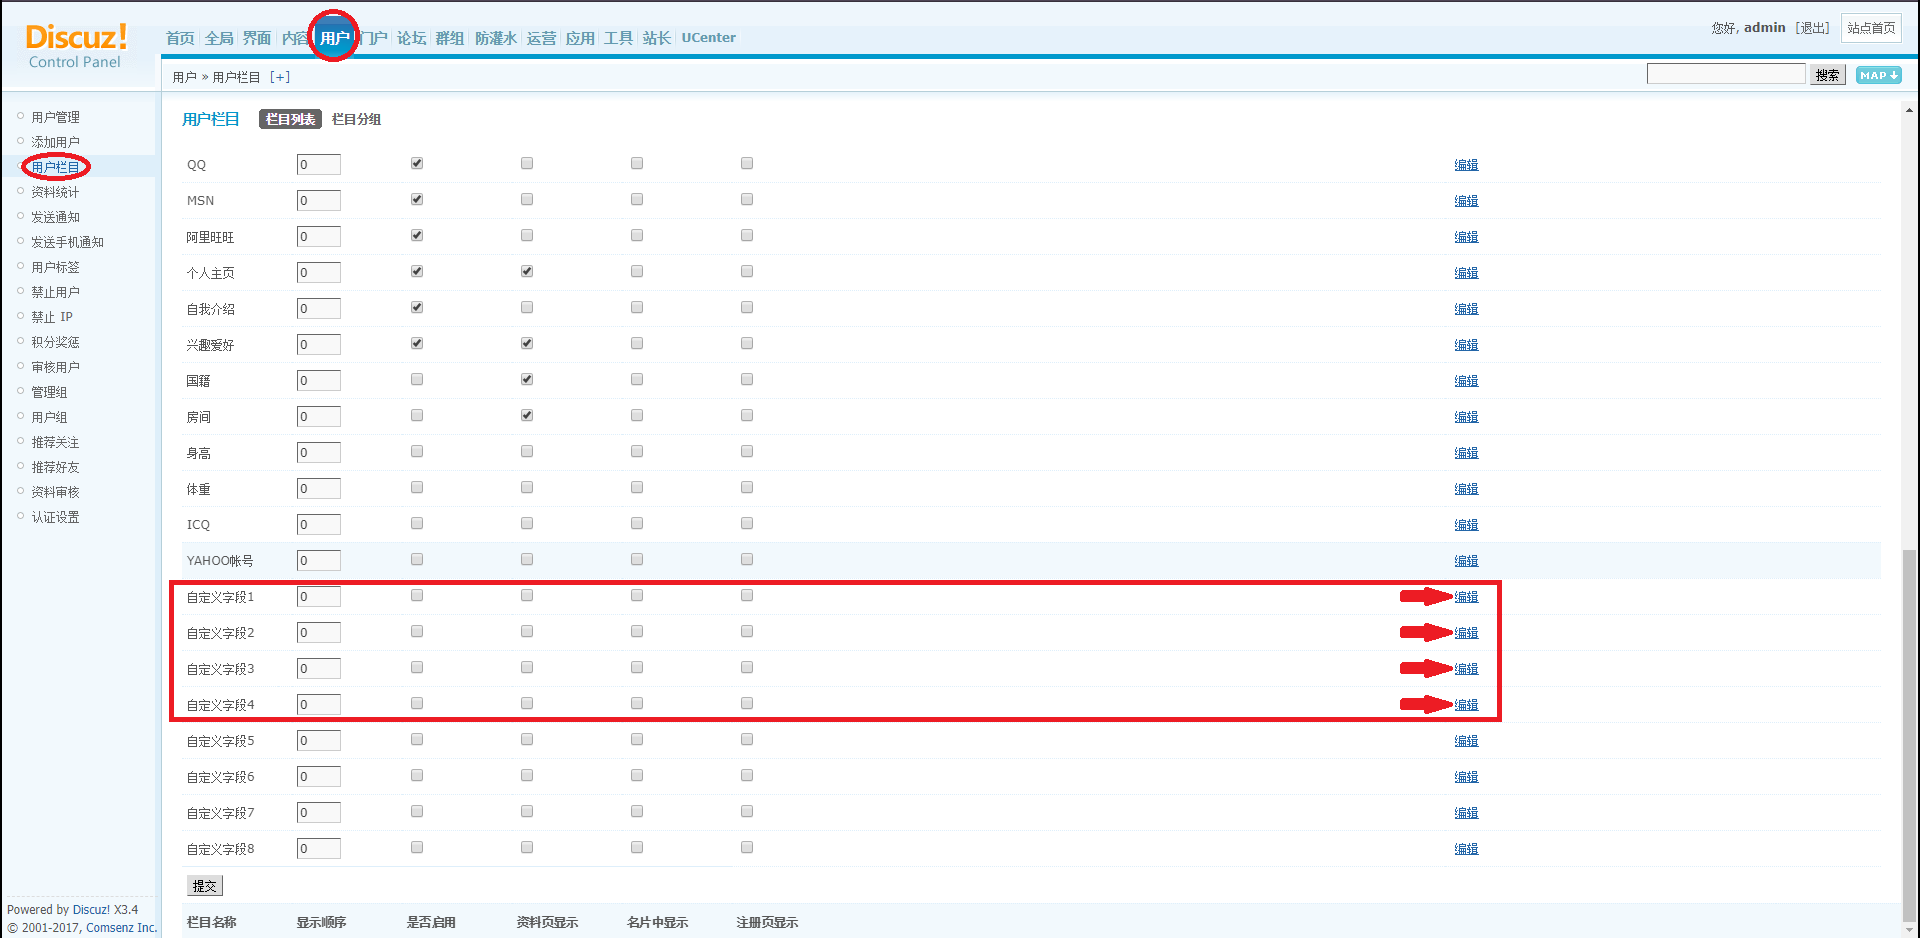 Discuz!
Control Panel
首页 全局 界面 内容 用户 门户 论坛 群组 防灌水 运营 应用 工具 站长 UCenter
您好, admin [退出] 站点首页
用户 » 用户栏目 [+]
搜索 MAP
用户管理
添加用户
用户栏目
资料统计
发送通知
发送手机通知
用户标签
禁止用户
禁止 IP
积分奖惩
审核用户
管理组
用户组
推荐关注
推荐好友
资料审核
认证设置
Powered by Discuz! X3.4
© 2001-2017, Comsenz Inc.
用户栏目 栏目列表 栏目分组
QQ 0 编辑
MSN 0 编辑
阿里旺旺 0 编辑
个人主页 0 编辑
自我介绍 0 编辑
兴趣爱好 0 编辑
国籍 0 编辑
房间 0 编辑
身高 0 编辑
体重 0 编辑
ICQ 0 编辑
YAHOO帐号 0 编辑
自定义字段1 0 编辑
自定义字段2 0 编辑
自定义字段3 0 编辑
自定义字段4 0 编辑
自定义字段5 0 编辑
自定义字段6 0 编辑
自定义字段7 0 编辑
自定义字段8 0 编辑
提交
栏目名称 显示顺序 是否启用 资料页显示 名片中显示 注册页显示